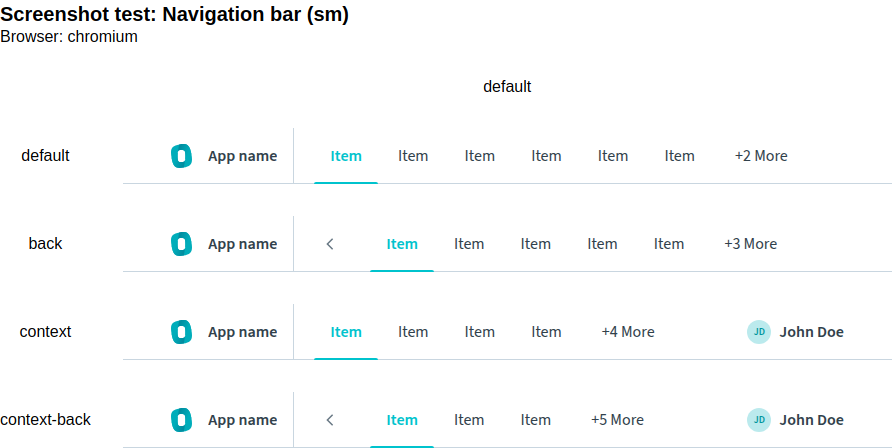 Screenshot test: Navigation bar (sm)
Browser: chromium
default
default App name Item Item Item Item Item Item +2 More
back App name Item Item Item Item Item +3 More
context App name Item Item Item Item +4 More JD John Doe
context-back App name Item Item Item +5 More JD John Doe